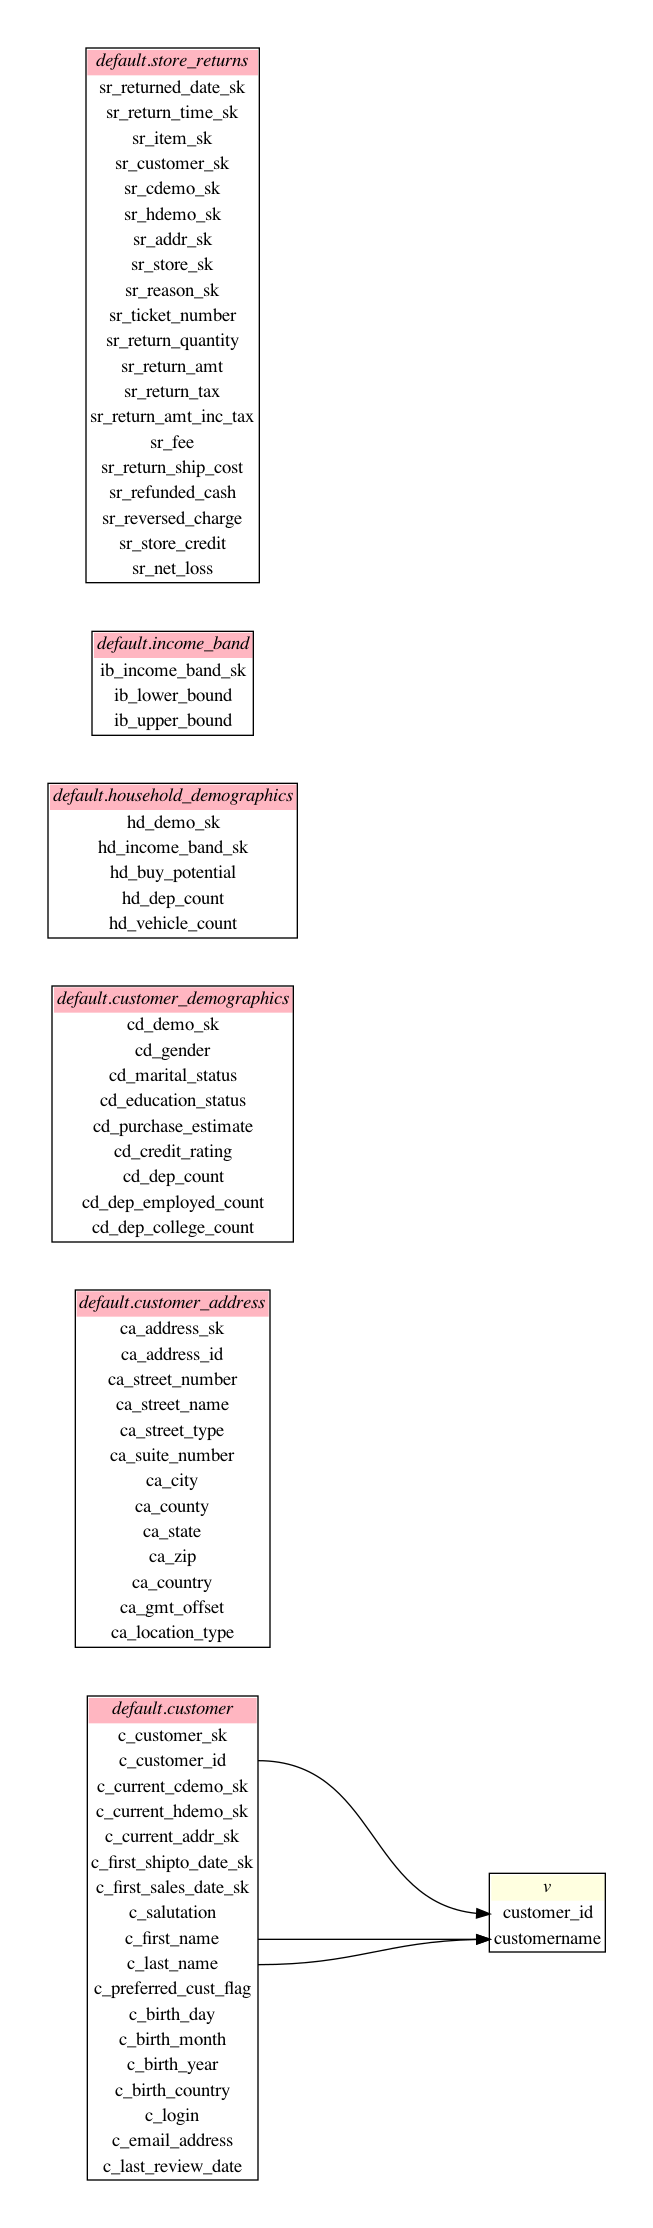 default.store_returns
sr_returned_date_sk
sr_return_time_sk
sr_item_sk
sr_customer_sk
sr_cdemo_sk
sr_hdemo_sk
sr_addr_sk
sr_store_sk
sr_reason_sk
sr_ticket_number
sr_return_quantity
sr_return_amt
sr_return_tax
sr_return_amt_inc_tax
sr_fee
sr_return_ship_cost
sr_refunded_cash
sr_reversed_charge
sr_store_credit
sr_net_loss
default.income_band
ib_income_band_sk
ib_lower_bound
ib_upper_bound
default.household_demographics
hd_demo_sk
hd_income_band_sk
hd_buy_potential
hd_dep_count
hd_vehicle_count
default.customer_demographics
cd_demo_sk
cd_gender
cd_marital_status
cd_education_status
cd_purchase_estimate
cd_credit_rating
cd_dep_count
cd_dep_employed_count
cd_dep_college_count
default.customer_address
ca_address_sk
ca_address_id
ca_street_number
ca_street_name
ca_street_type
ca_suite_number
ca_city
ca_county
ca_state
ca_zip
ca_country
ca_gmt_offset
ca_location_type
default.customer
c_customer_sk
c_customer_id
c_current_cdemo_sk
c_current_hdemo_sk
c_current_addr_sk
c_first_shipto_date_sk
c_first_sales_date_sk
c_salutation
c_first_name
c_last_name
c_preferred_cust_flag
c_birth_day
c_birth_month
c_birth_year
c_birth_country
c_login
c_email_address
c_last_review_date
v
customer_id
customername